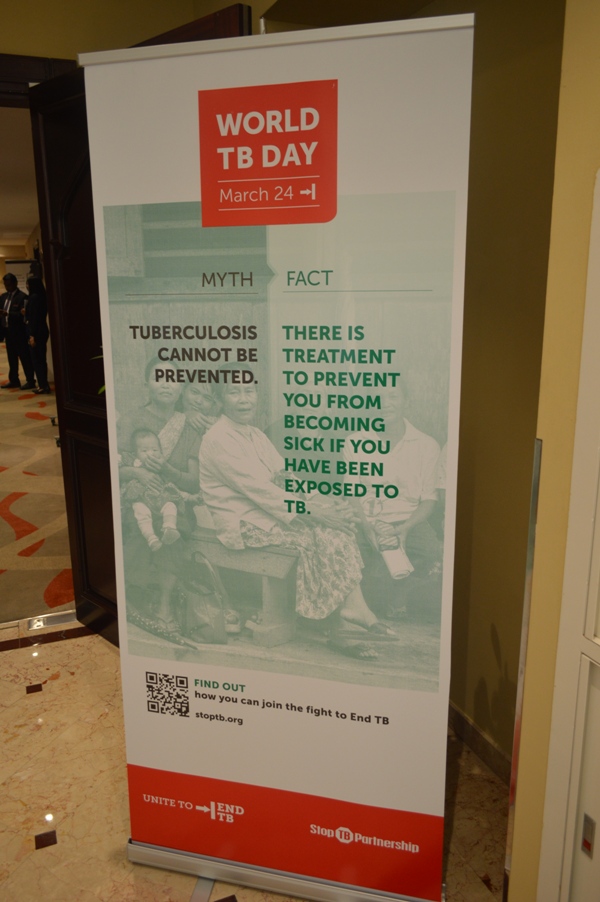 WORLD
TB DAY
March 24
MYTH
TUBERCULOSIS
CANNOT BE
PREVENTED.
FACT
THERE IS
TREATMENT
TO PREVENT
YOU FROM
BECOMING
SICK IF YOU
HAVE BEEN
EXPOSED TO
TB.
FIND OUT
how you can join the fight to End TB
stoptb.org
UNITE TO END
TB
Stop TB Partnership